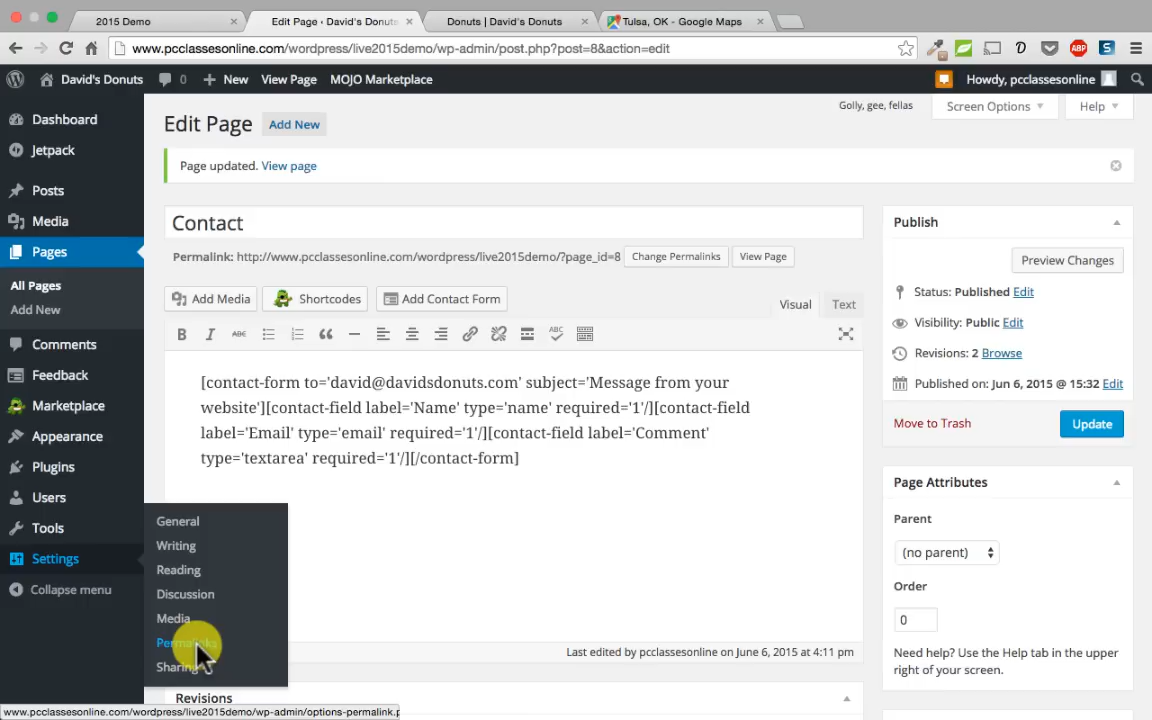 2015 Demo
Edit Page ‹ David's Donuts
Donuts | David's Donuts
Tulsa, OK - Google Maps
www.pcclassesonline.com/wordpress/live2015demo/wp-admin/post.php?post=8&action=edit
ABP
David's Donuts
0
New
View Page
MOJO Marketplace
Howdy, pcclassesonline
Dashboard
Jetpack
Posts
Media
Pages
All Pages
Add New
Comments
Feedback
Marketplace
Appearance
Plugins
Users
Tools
Settings
Collapse menu
General
Writing
Reading
Discussion
Media
Permalinks
Sharing
Golly, gee, fellas
Screen Options
Help
Edit Page
Add New
Page updated. View page
Contact
Permalink: http://www.pcclassesonline.com/wordpress/live2015demo/?page_id=8
Change Permalinks
View Page
Add Media
Shortcodes
Add Contact Form
Visual
Text
B
I
ABC
ABC
[contact-form to='david@davidsdonuts.com' subject='Message from your
website'][contact-field label='Name' type='name' required='1'/][contact-field
label='Email' type='email' required='1'/][contact-field label='Comment'
type='textarea' required='1'/][/contact-form]
Last edited by pcclassesonline on June 6, 2015 at 4:11 pm
Revisions
Publish
Preview Changes
Status: Published Edit
Visibility: Public Edit
Revisions: 2 Browse
Published on: Jun 6, 2015 @ 15:32 Edit
Move to Trash
Update
Page Attributes
Parent
(no parent)
Order
0
Need help? Use the Help tab in the upper
right of your screen.
www.pcclassesonline.com/wordpress/live2015demo/wp-admin/options-permalink.p